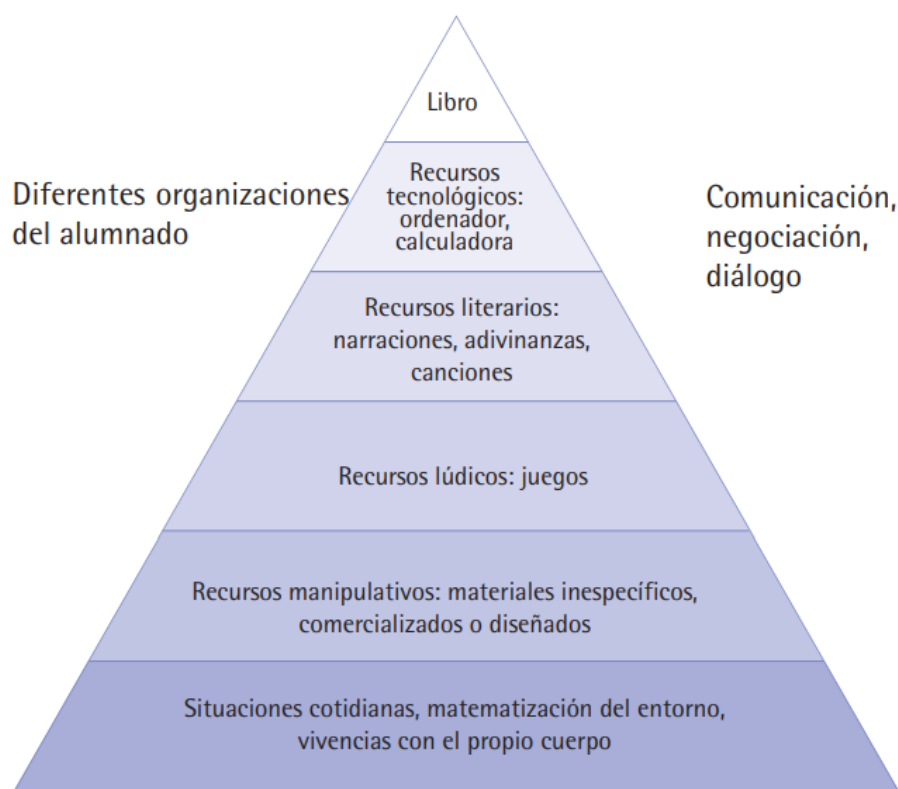 Libro
Recursos
tecnológicos:
ordenador,
calculadora
Diferentes organizaciones
del alumnado
Comunicación,
negociación,
diálogo
Recursos literarios:
narraciones, adivinanzas,
canciones
Recursos lúdicos: juegos
Recursos manipulativos: materiales inespecíficos,
comercializados o diseñados
Situaciones cotidianas, matematización del entorno,
vivencias con el propio cuerpo